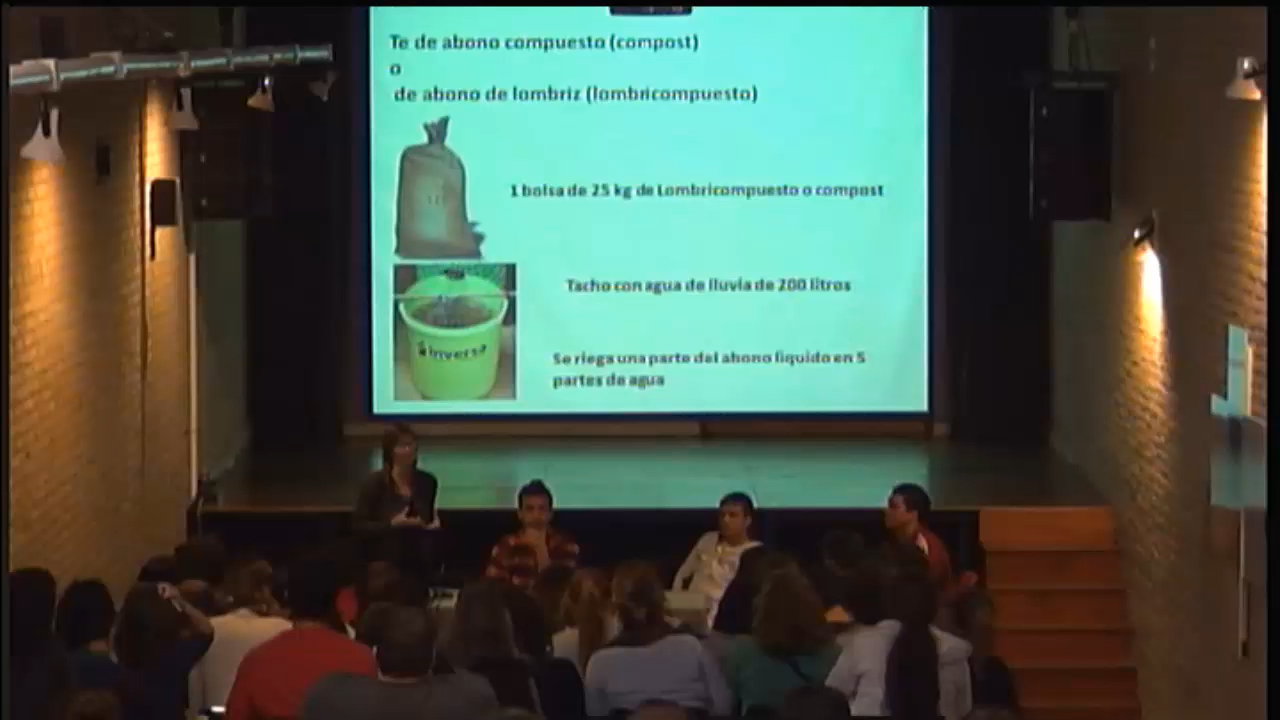 Te de abono compuesto (compost)
o
de abono de lombriz (lombricompuesto)
1 bolsa de 25 kg de Lombricompuesto o compost
Tacho con agua de lluvia de 200 litros
Se riega una parte del abono liquido en 5
partes de agua